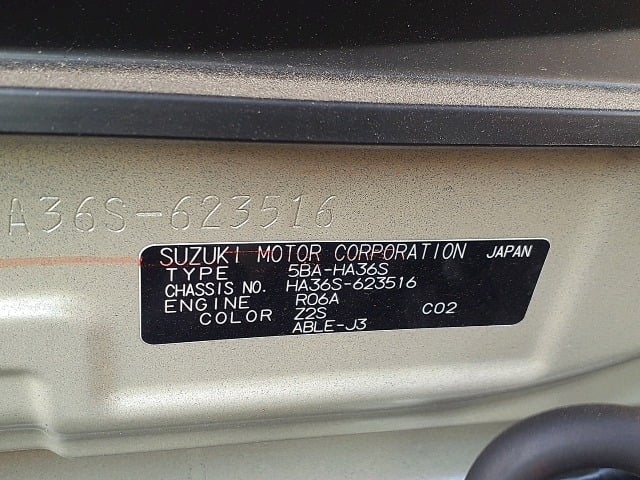 A36S-623516
SUZUKI MOTOR CORPORATION JAPAN
TYPE 5BA-HA36S
CHASSIS NO. HA36S-623516
ENGINE R06A
COLOR Z2S C02
ABLE-J3